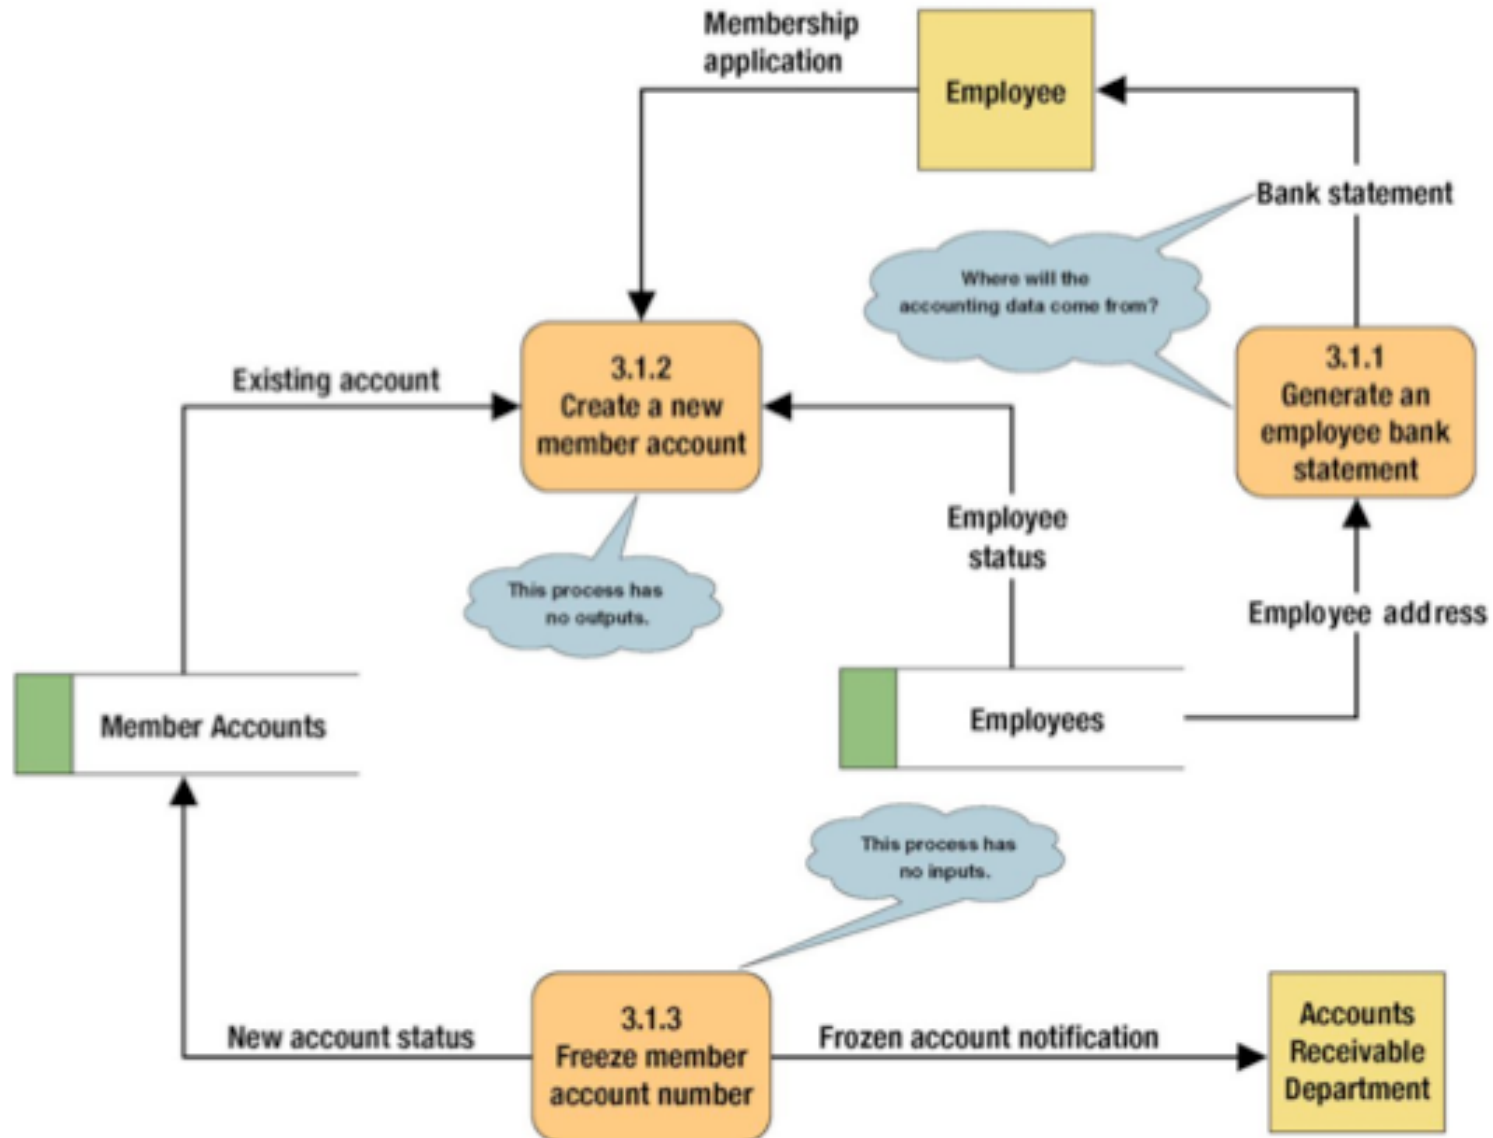 Membership
application
Employee
Bank statement
Where will the
accounting data come from?
3.1.2
Create a new
member account
Existing account
3.1.1
Generate an
employee bank
statement
Employee
status
This process has
no outputs.
Employee address
Member Accounts
Employees
This process has
no inputs.
New account status
3.1.3
Freeze member
account number
Frozen account notification
Accounts
Receivable
Department